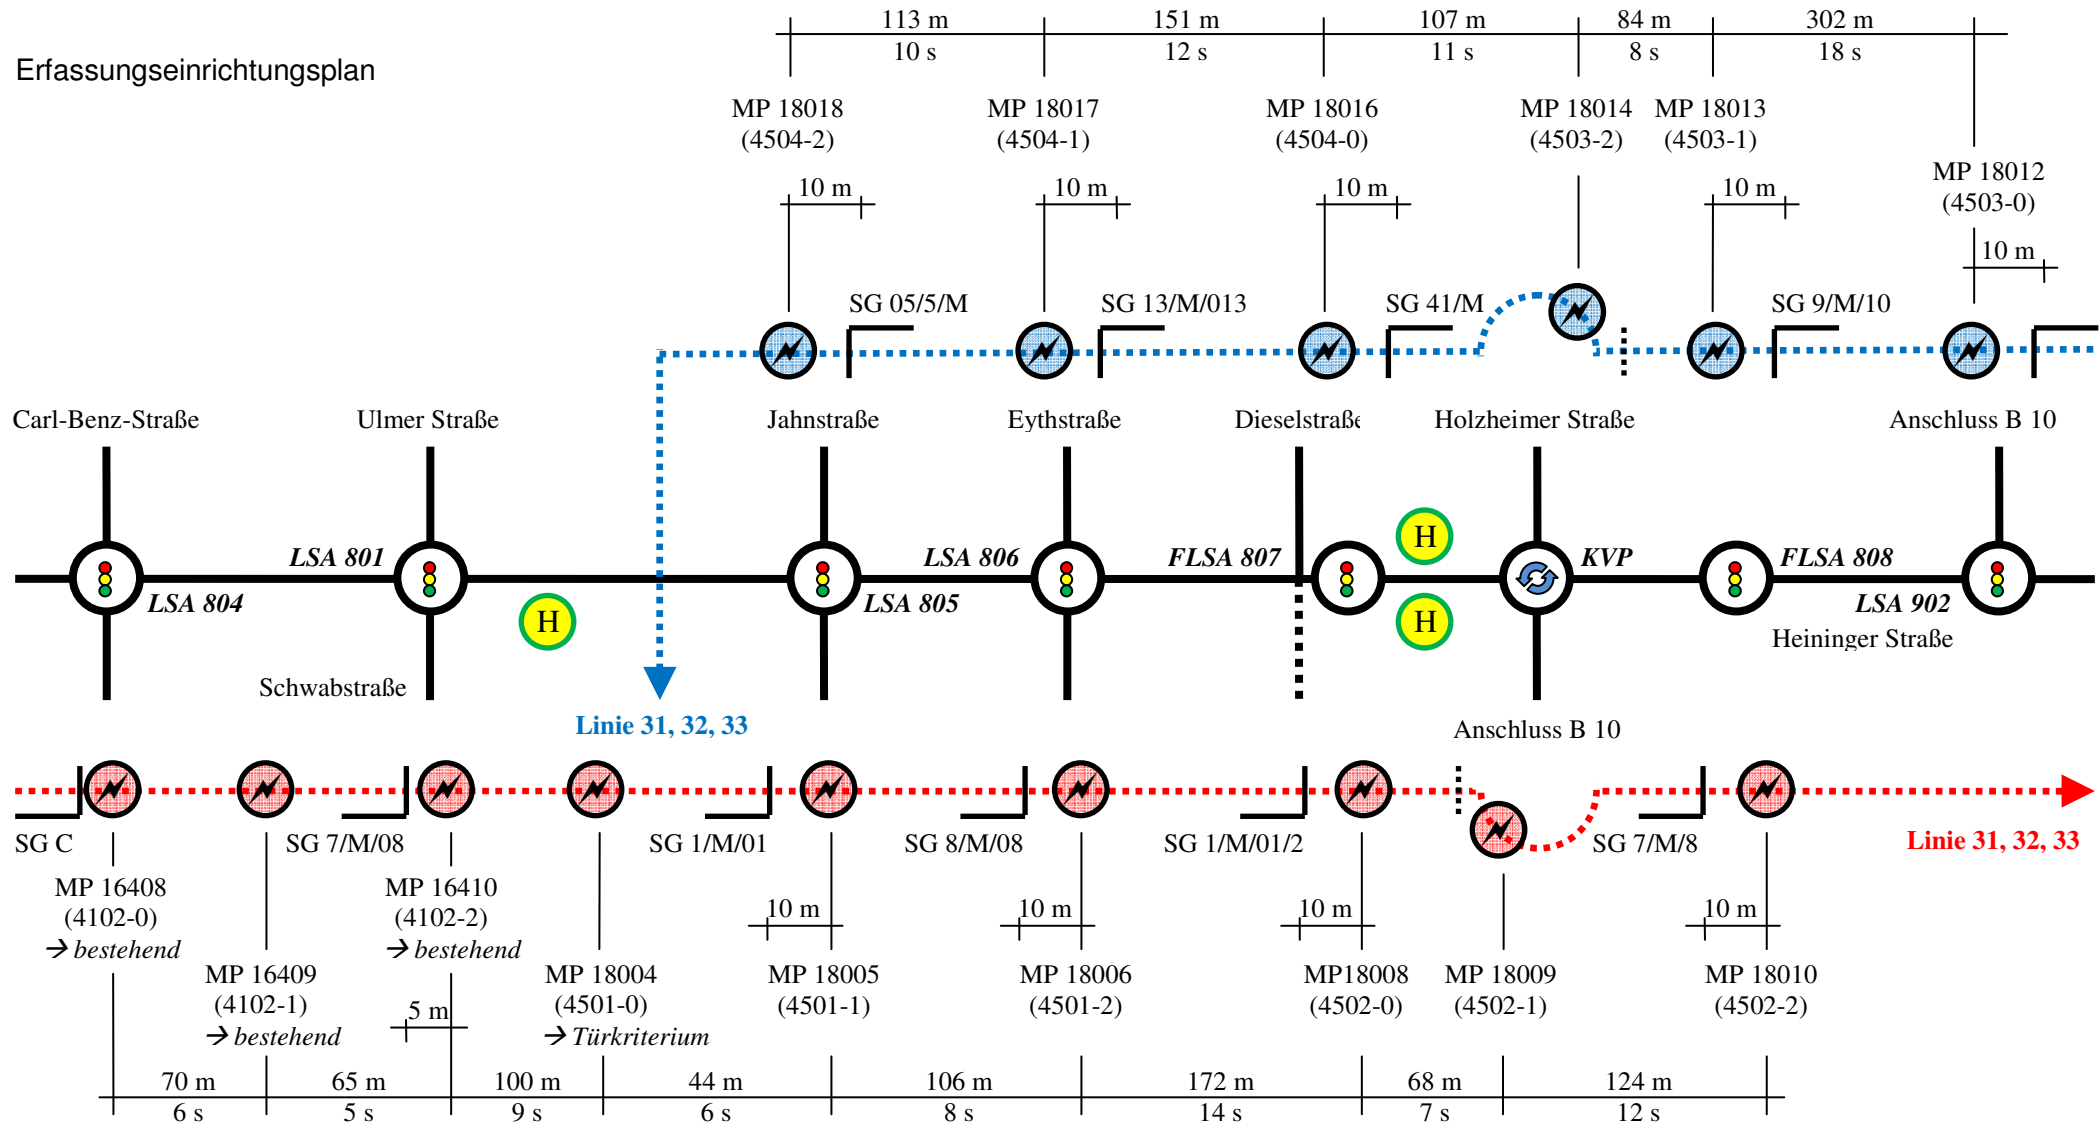 113 m
151 m
107 m
84 m
302 m
10 s
12 s
11 s
8 s
18 s
Erfassungseinrichtungsplan
MP 18018
(4504-2)
MP 18017
(4504-1)
MP 18016
(4504-0)
MP 18014
(4503-2)
MP 18013
(4503-1)
MP 18012
(4503-0)
10 m
10 m
10 m
10 m
10 m
SG 05/5/M
SG 13/M/013
SG 41/M
SG 9/M/10
Carl-Benz-Straße
Ulmer Straße
Jahnstraße
Eythstraße
Dieselstraße
Holzheimer Straße
Anschluss B 10
LSA 801
LSA 806
FLSA 807
H
KVP
FLSA 808
LSA 804
H
LSA 805
H
LSA 902
Heininger Straße
Schwabstraße
Linie 31, 32, 33
Anschluss B 10
SG C
SG 7/M/08
SG 1/M/01
SG 8/M/08
SG 1/M/01/2
SG 7/M/8
Linie 31, 32, 33
MP 16408
(4102-0)
→ bestehend
MP 16410
(4102-2)
→ bestehend
10 m
10 m
10 m
10 m
MP 16409
(4102-1)
→ bestehend
5 m
MP 18004
(4501-0)
→ Türkriterium
MP 18005
(4501-1)
MP 18006
(4501-2)
MP18008
(4502-0)
MP 18009
(4502-1)
MP 18010
(4502-2)
70 m
65 m
100 m
44 m
106 m
172 m
68 m
124 m
6 s
5 s
9 s
6 s
8 s
14 s
7 s
12 s